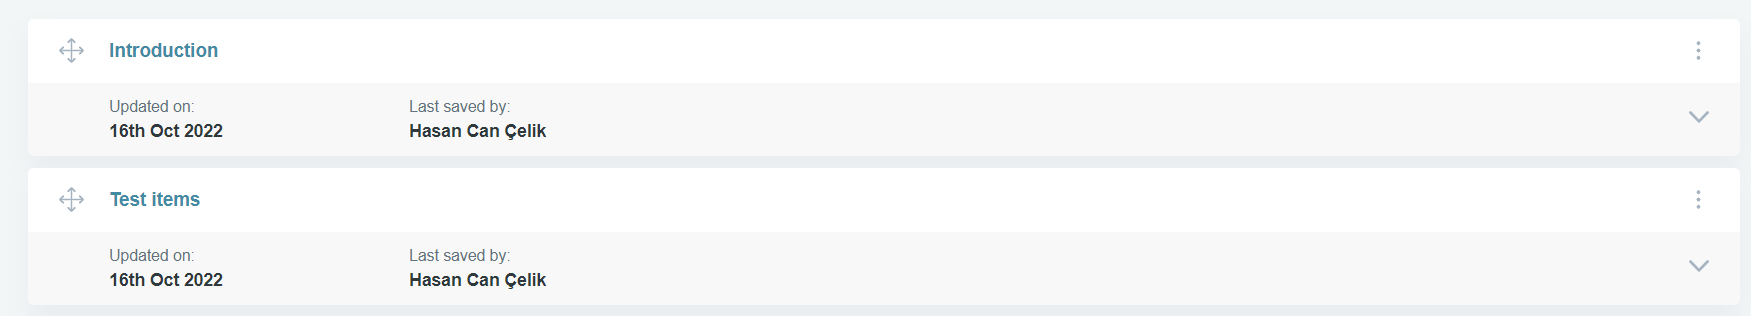 Introduction
Updated on: Last saved by:
16th Oct 2022 Hasan Can Çelik
Test items
Updated on: Last saved by:
16th Oct 2022 Hasan Can Çelik